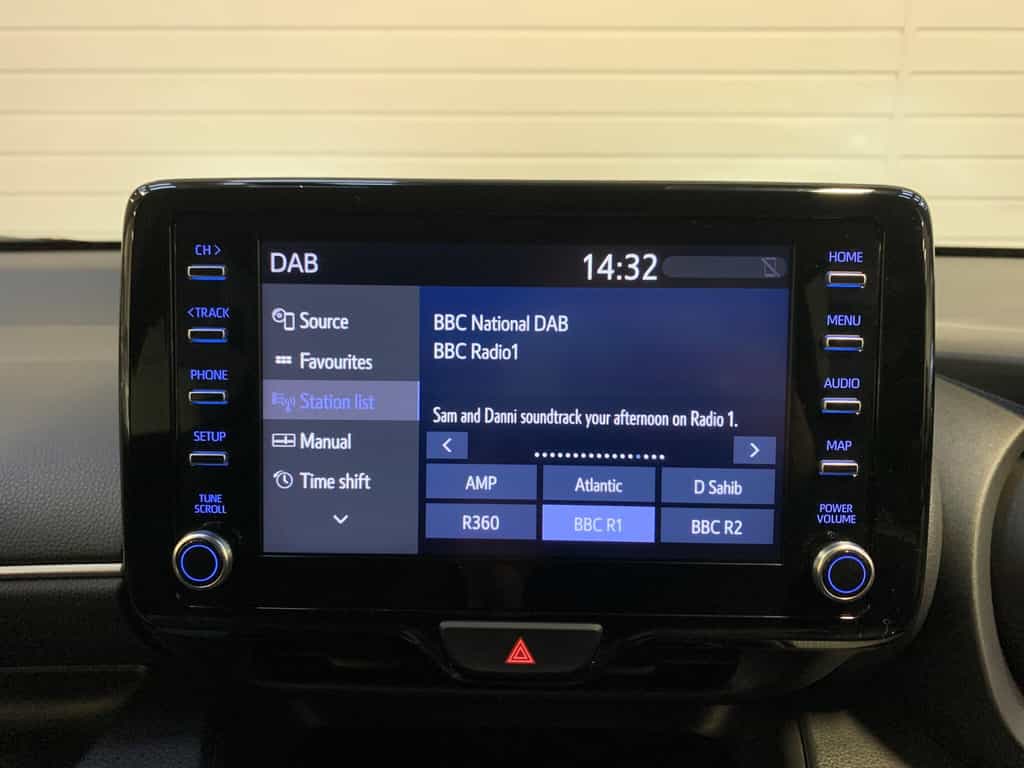 CH >
< TRACK
PHONE
SETUP
TUNE
SCROLL
DAB
14:32
Source
Favourites
Station list
Manual
Time shift
BBC National DAB
BBC Radio1
Sam and Danni soundtrack your afternoon on Radio 1.
<
>
AMP
Atlantic
D Sahib
R360
BBC R1
BBC R2
HOME
MENU
AUDIO
MAP
POWER
VOLUME